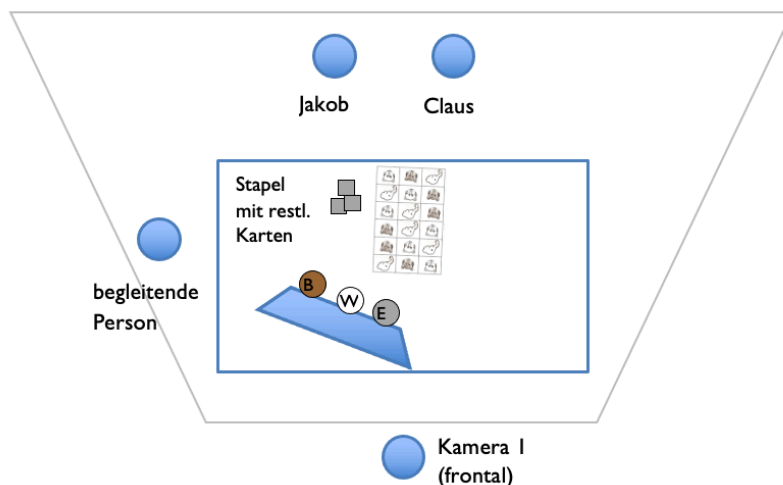 Jakob
Claus
Stapel
mit restl.
Karten
begleitende
Person
B
W
E
Kamera 1
(frontal)